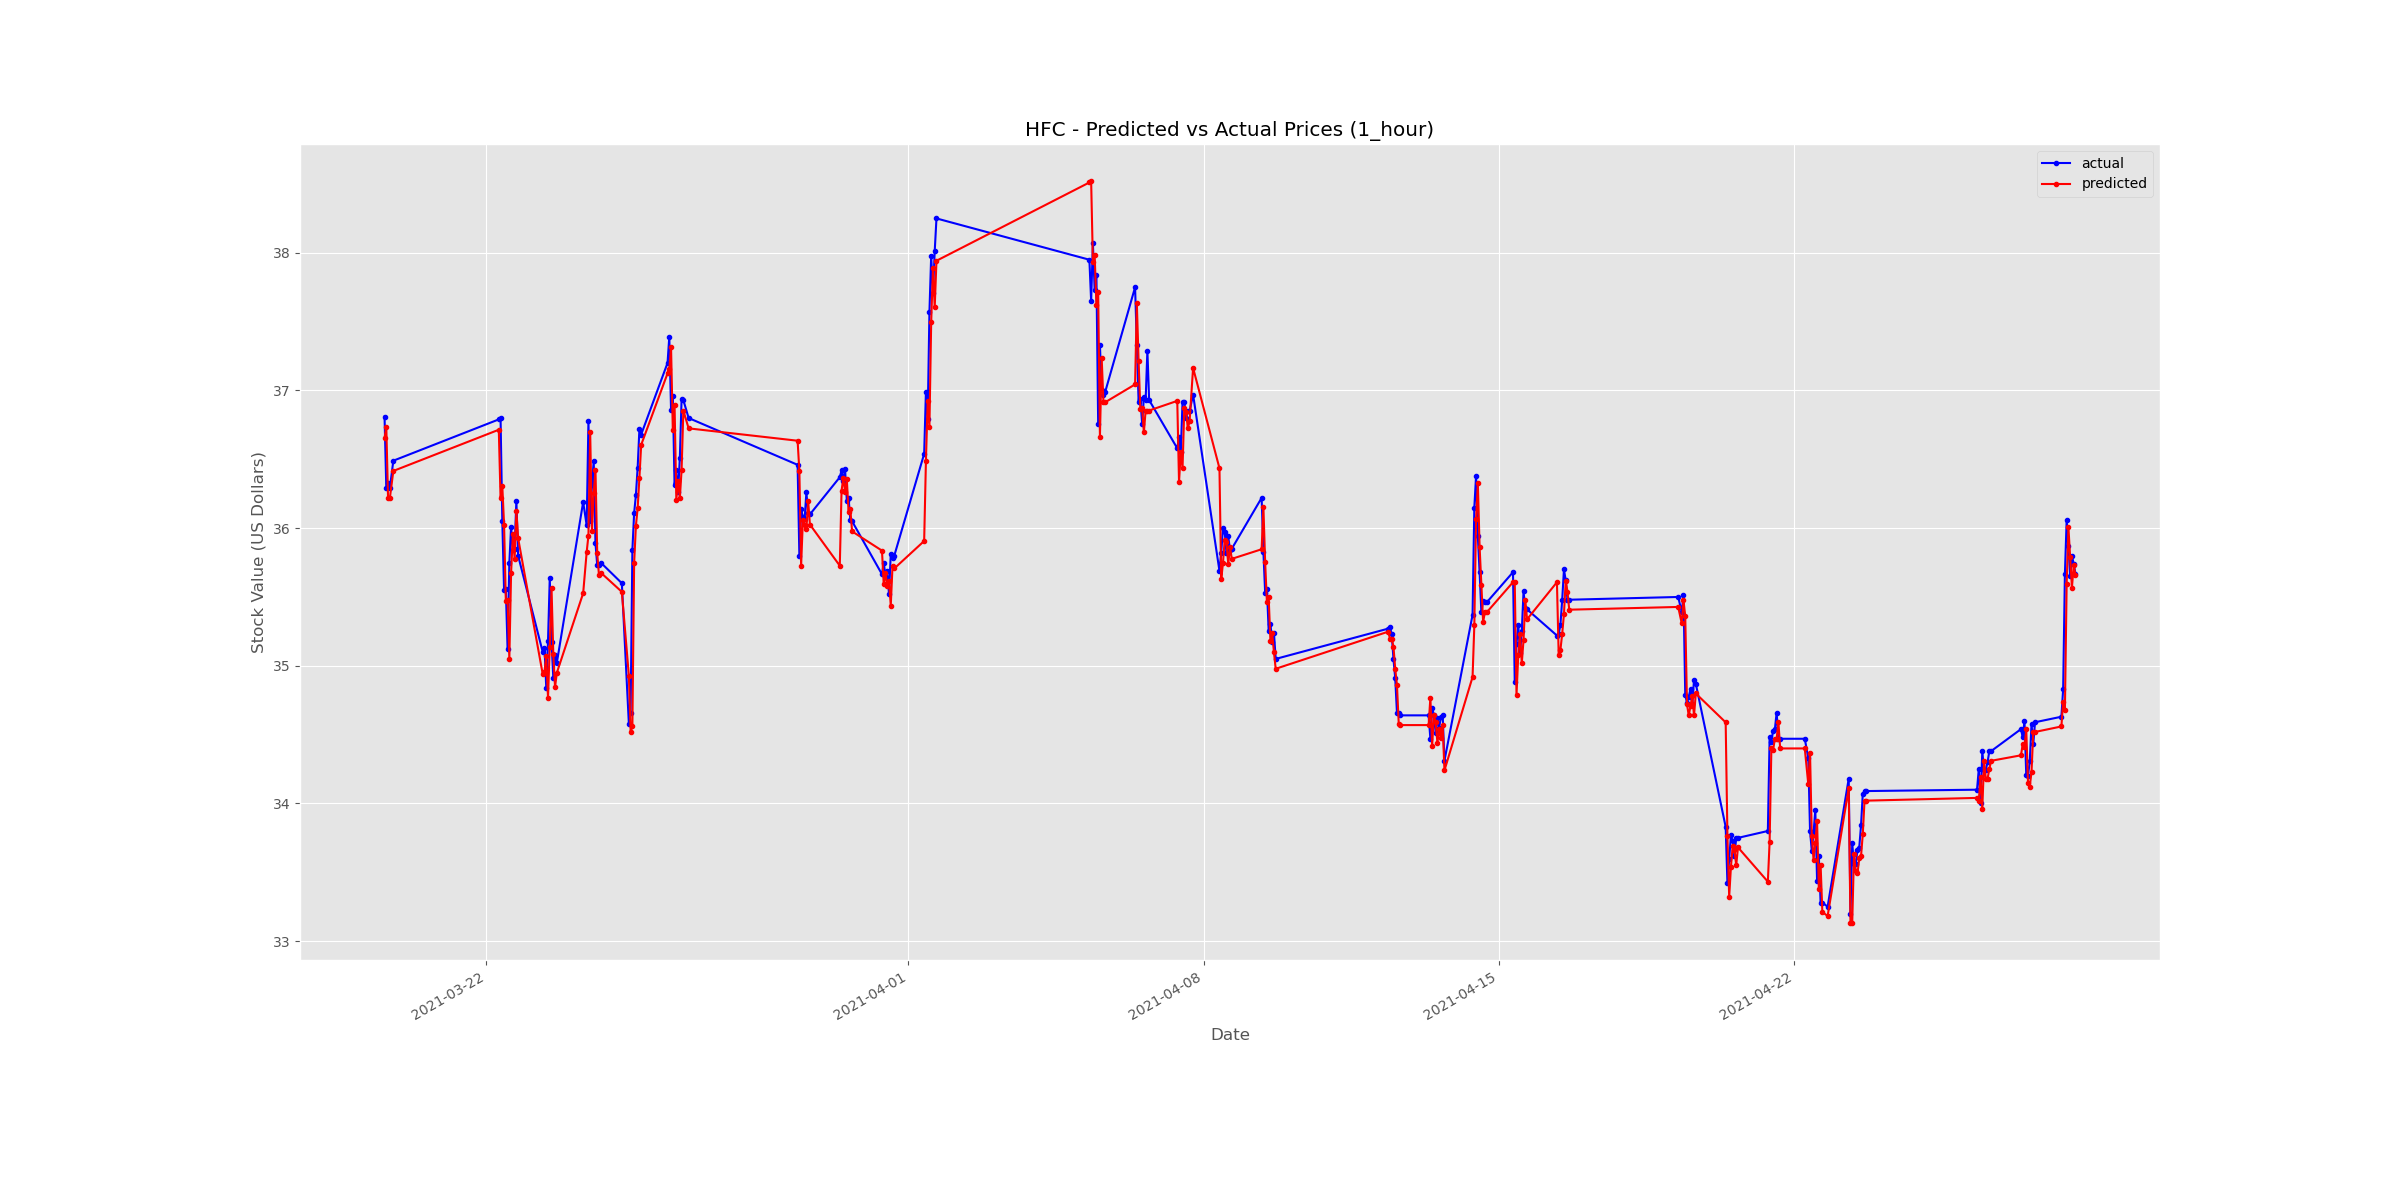 HFC - Predicted vs Actual Prices (1_hour)
actual
predicted
Stock Value (US Dollars)
38
37
36
35
34
33
2021-03-22
2021-04-01
2021-04-08
2021-04-15
2021-04-22
Date